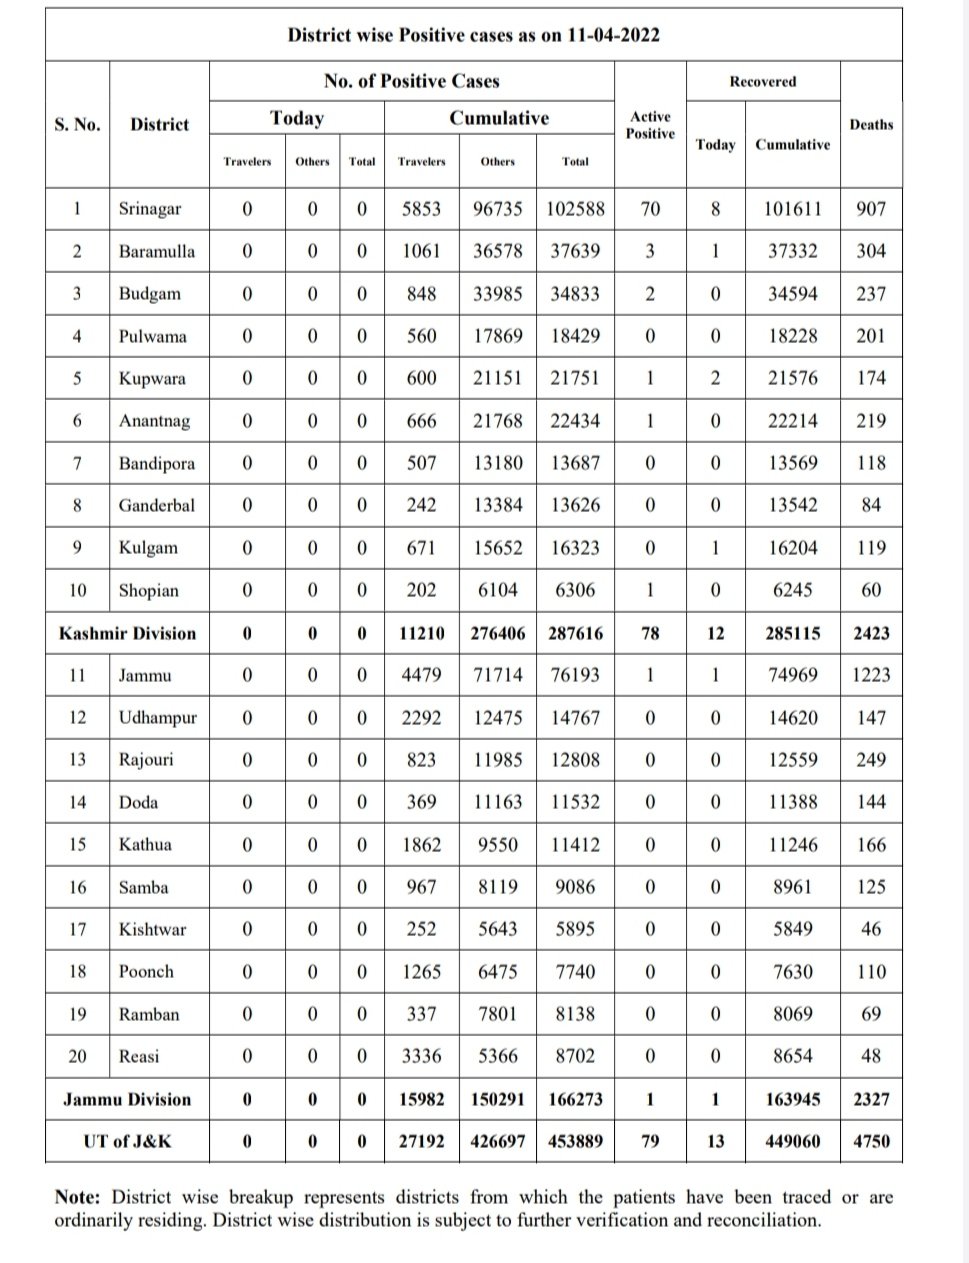 District wise Positive cases as on 11-04-2022
S. No. District No. of Positive Cases Active Positive Recovered Deaths
Today Cumulative Today Cumulative
Travelers Others Total Travelers Others Total
1 Srinagar 0 0 0 5853 96735 102588 70 8 101611 907
2 Baramulla 0 0 0 1061 36578 37639 3 1 37332 304
3 Budgam 0 0 0 848 33985 34833 2 0 34594 237
4 Pulwama 0 0 0 560 17869 18429 0 0 18228 201
5 Kupwara 0 0 0 600 21151 21751 1 2 21576 174
6 Anantnag 0 0 0 666 21768 22434 1 0 22214 219
7 Bandipora 0 0 0 507 13180 13687 0 0 13569 118
8 Ganderbal 0 0 0 242 13384 13626 0 0 13542 84
9 Kulgam 0 0 0 671 15652 16323 0 1 16204 119
10 Shopian 0 0 0 202 6104 6306 1 0 6245 60
Kashmir Division 0 0 0 11210 276406 287616 78 12 285115 2423
11 Jammu 0 0 0 4479 71714 76193 1 1 74969 1223
12 Udhampur 0 0 0 2292 12475 14767 0 0 14620 147
13 Rajouri 0 0 0 823 11985 12808 0 0 12559 249
14 Doda 0 0 0 369 11163 11532 0 0 11388 144
15 Kathua 0 0 0 1862 9550 11412 0 0 11246 166
16 Samba 0 0 0 967 8119 9086 0 0 8961 125
17 Kishtwar 0 0 0 252 5643 5895 0 0 5849 46
18 Poonch 0 0 0 1265 6475 7740 0 0 7630 110
19 Ramban 0 0 0 337 7801 8138 0 0 8069 69
20 Reasi 0 0 0 3336 5366 8702 0 0 8654 48
Jammu Division 0 0 0 15982 150291 166273 1 1 163945 2327
UT of J&K 0 0 0 27192 426697 453889 79 13 449060 4750
Note: District wise breakup represents districts from which the patients have been traced or are
ordinarily residing. District wise distribution is subject to further verification and reconciliation.